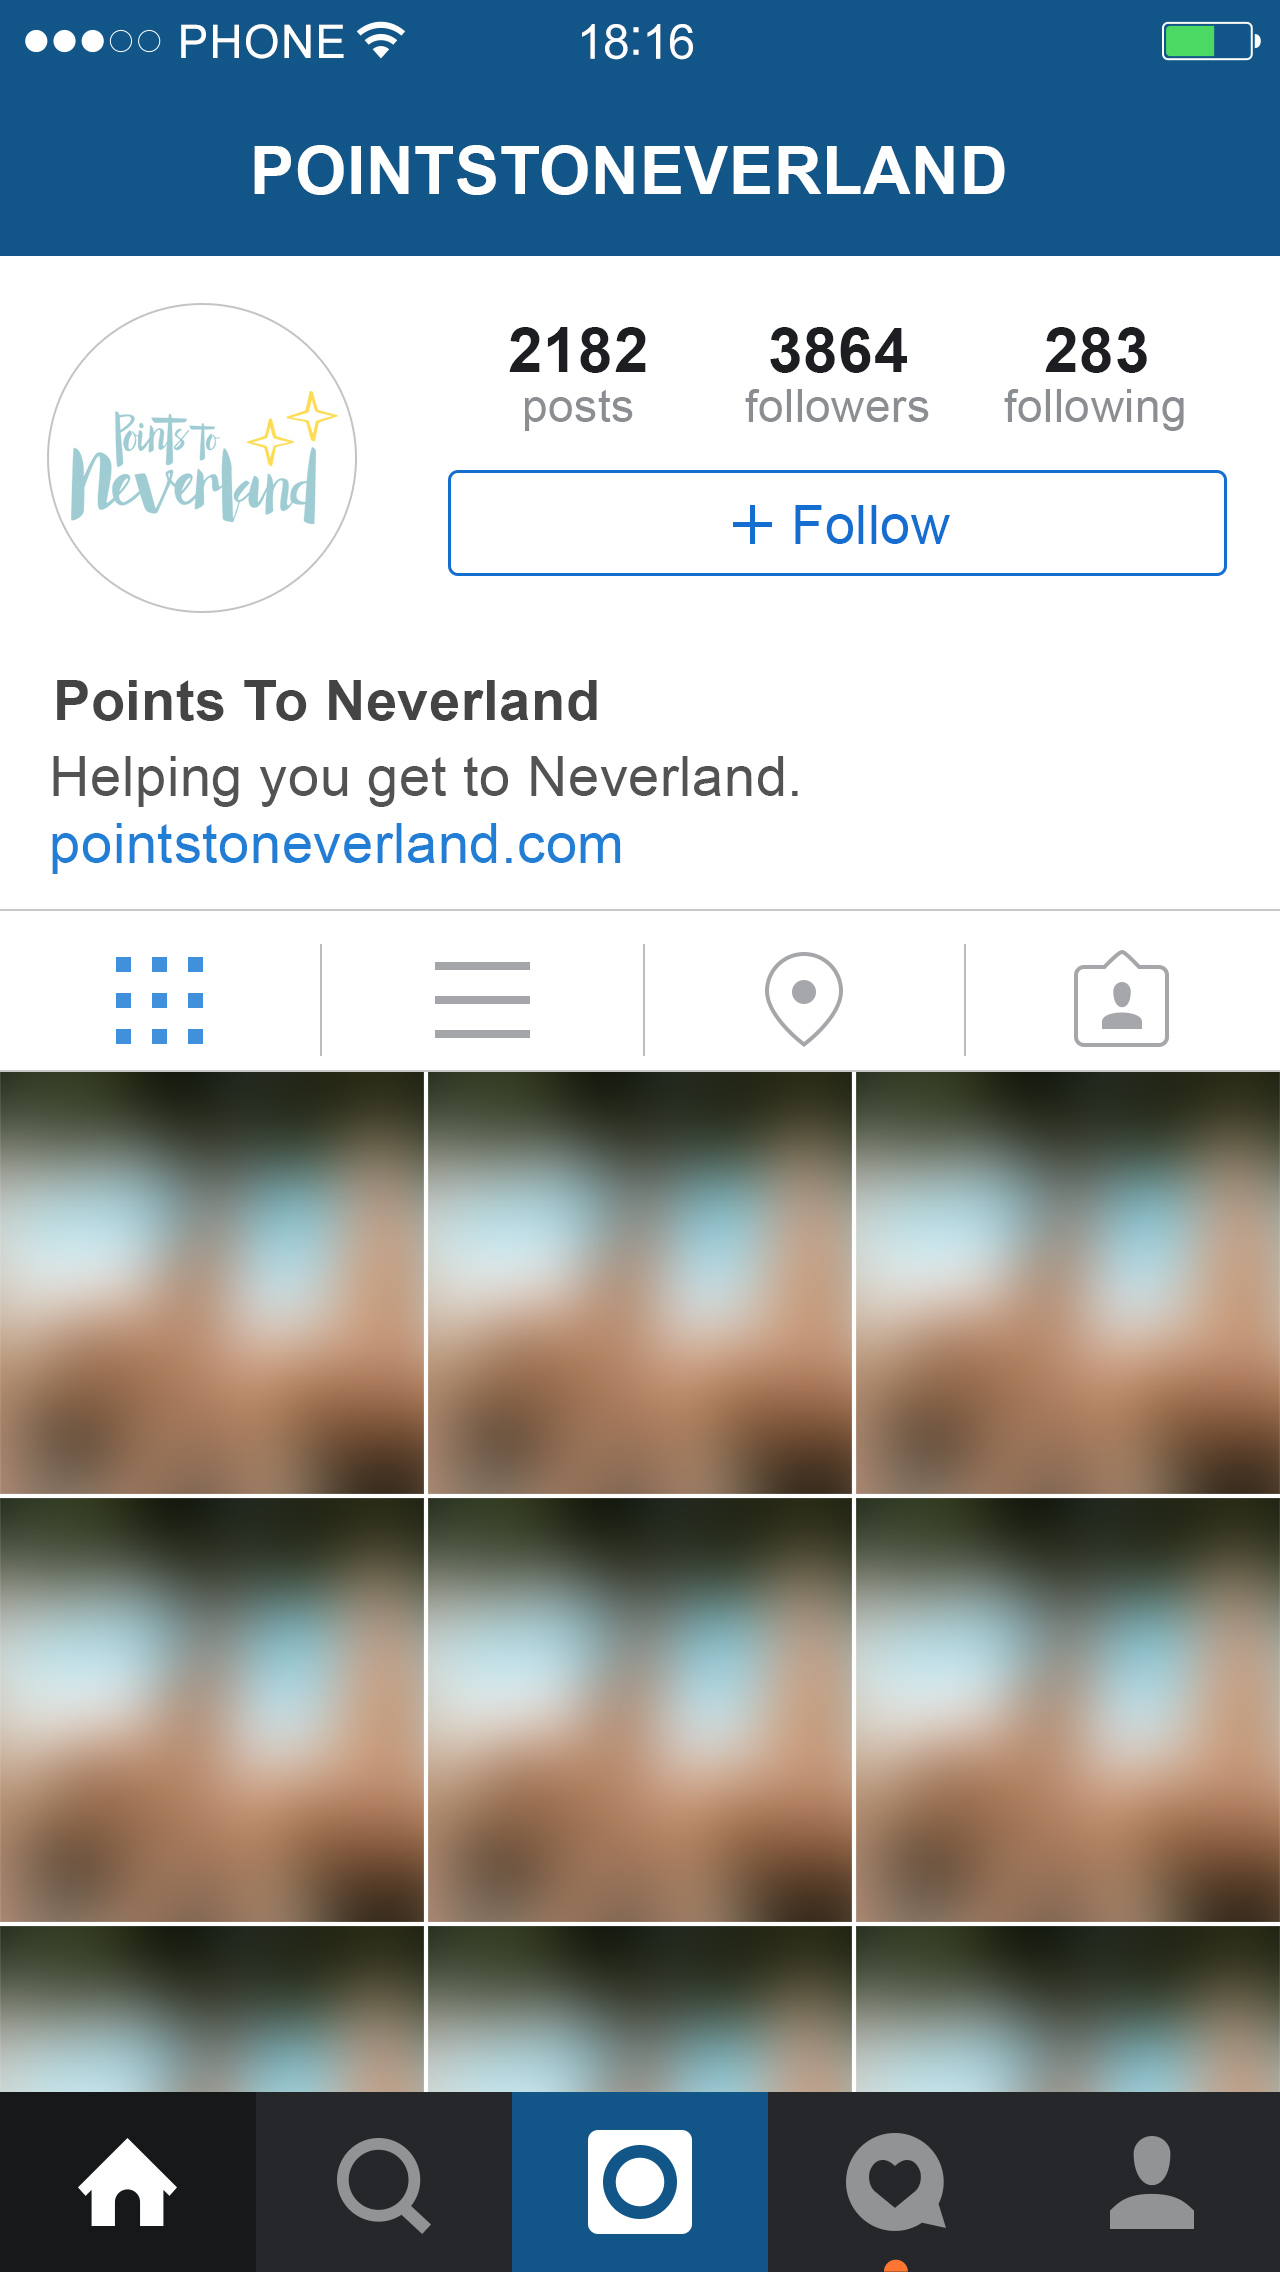 PHONE 18:16
POINTSTONEVERLAND
Points To
Neverland
2182 3864 283
posts followers following
+ Follow
Points To Neverland
Helping you get to Neverland.
pointstoneverland.com